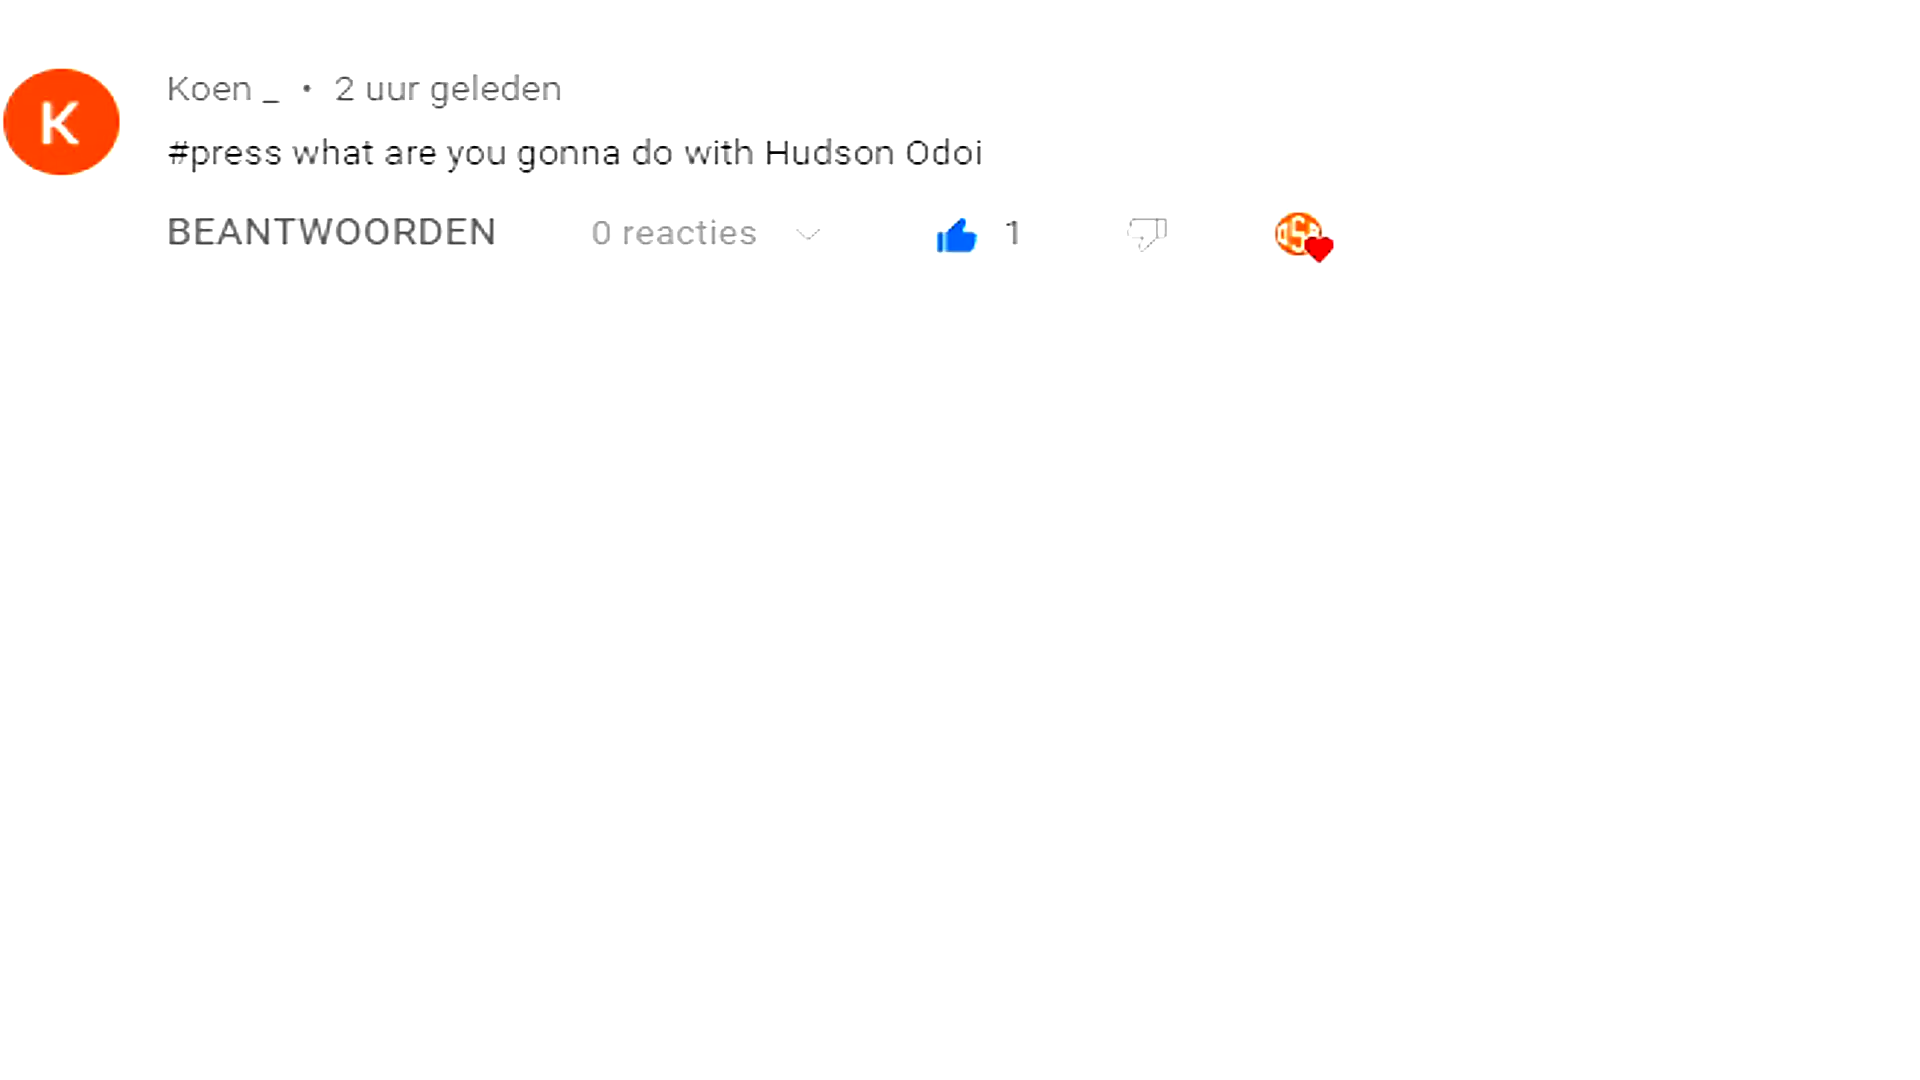 K
Koen _ • 2 uur geleden
#press what are you gonna do with Hudson Odoi
BEANTWOORDEN 0 reacties 1